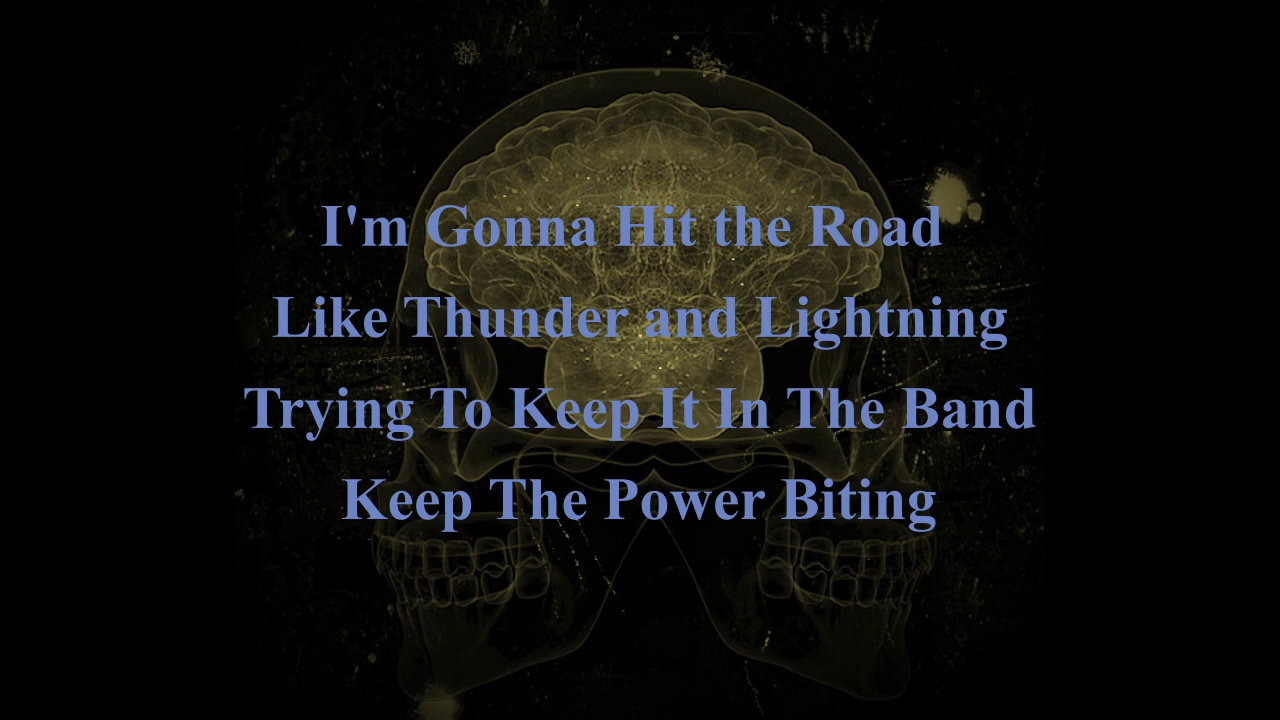 I'm Gonna Hit the Road
Like Thunder and Lightning
Trying To Keep It In The Band
Keep The Power Biting